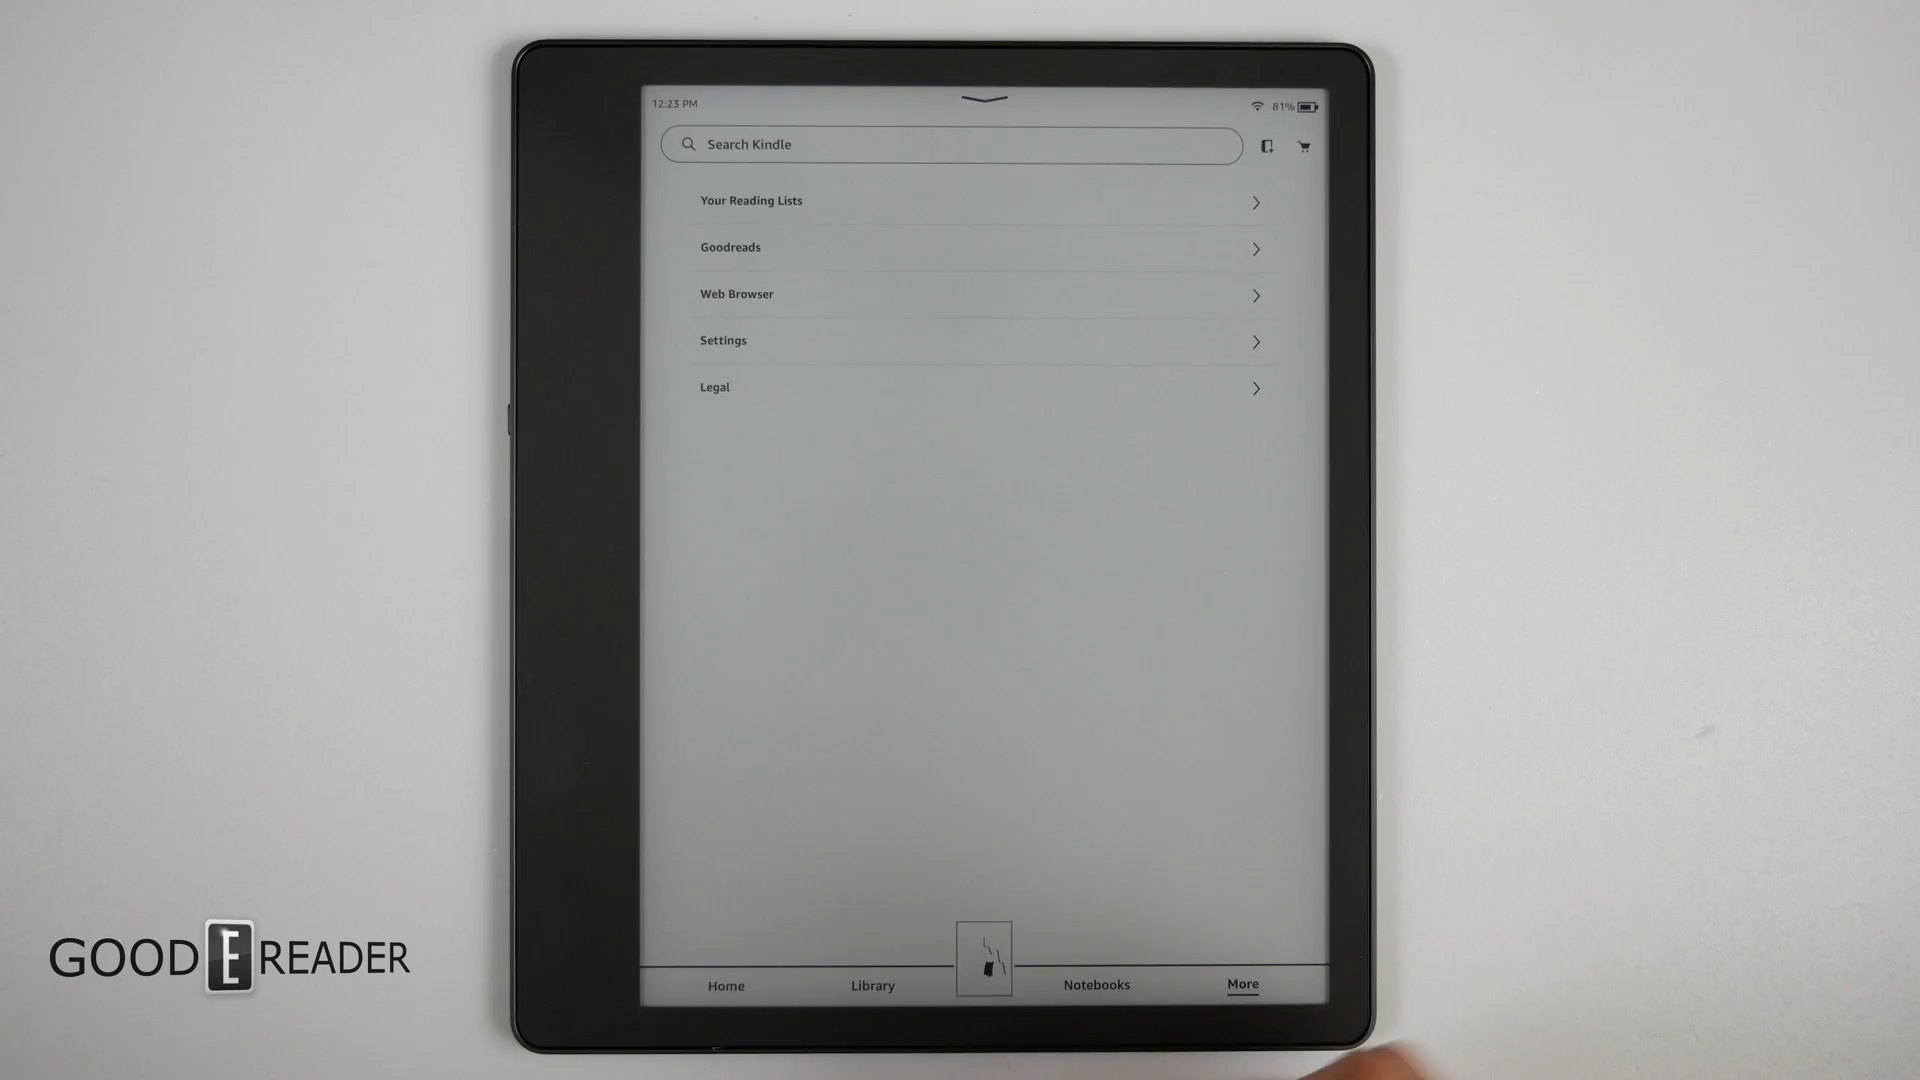 12:23 PM
81%
Search Kindle
Your Reading Lists
Goodreads
Web Browser
Settings
Legal
Home
Library
Notebooks
More
GOOD E READER